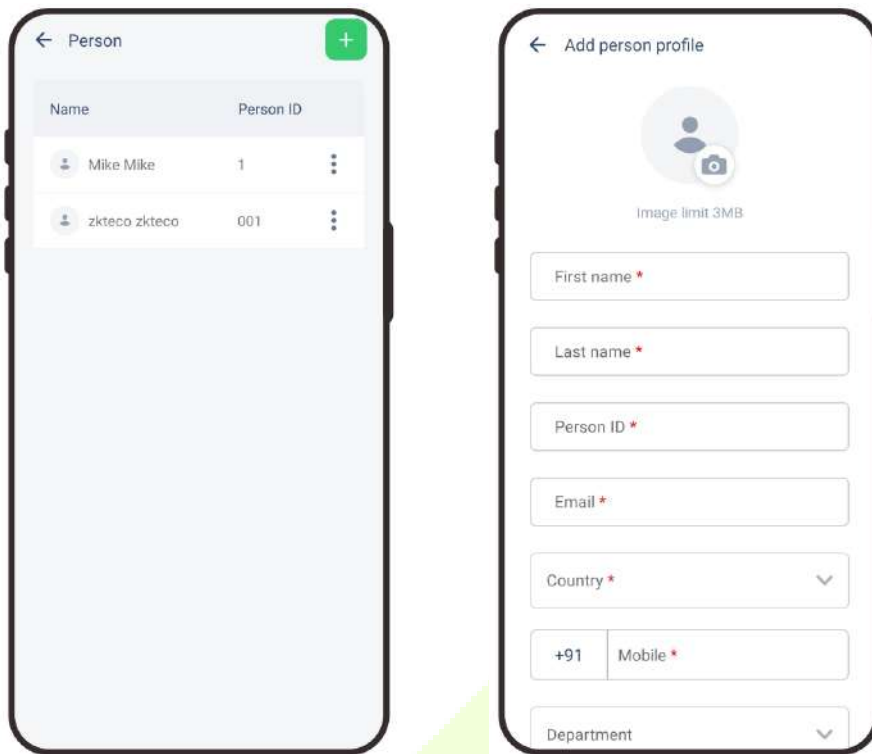 Person
Name Person ID
Mike Mike 1
zkteco zkteco 001
Add person profile
Image limit 3MB
First name *
Last name *
Person ID *
Email *
Country *
+91 Mobile *
Department